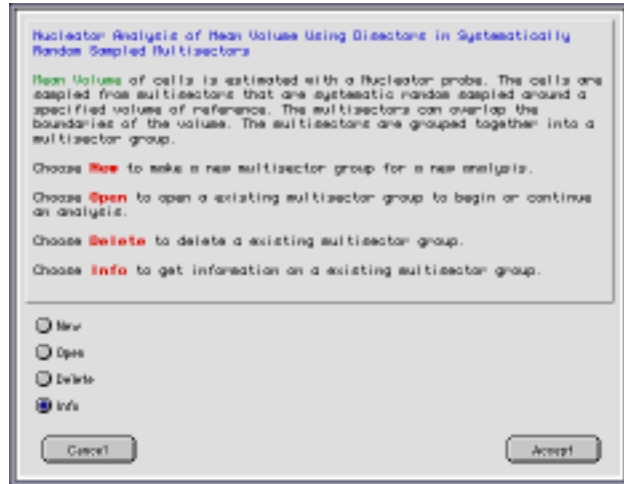 Nucleator Analysis of Mean Volume Using Disectors in Systematically
Random Sampled Multisectors
Mean Volume of cells is estimated with a Nucleator probe. The cells are
sampled from multisectors that are systematic random sampled around a
specified volume of reference. The multisectors can overlap the
boundaries of the volume. The multisectors are grouped together into a
multisector group.
Choose New to make a new multisector group for a new analysis.
Choose Open to open a existing multisector group to begin or continue
an analysis.
Choose Delete to delete a existing multisector group.
Choose Info to get information on a existing multisector group.
New
Open
Delete
Info
Cancel
Accept